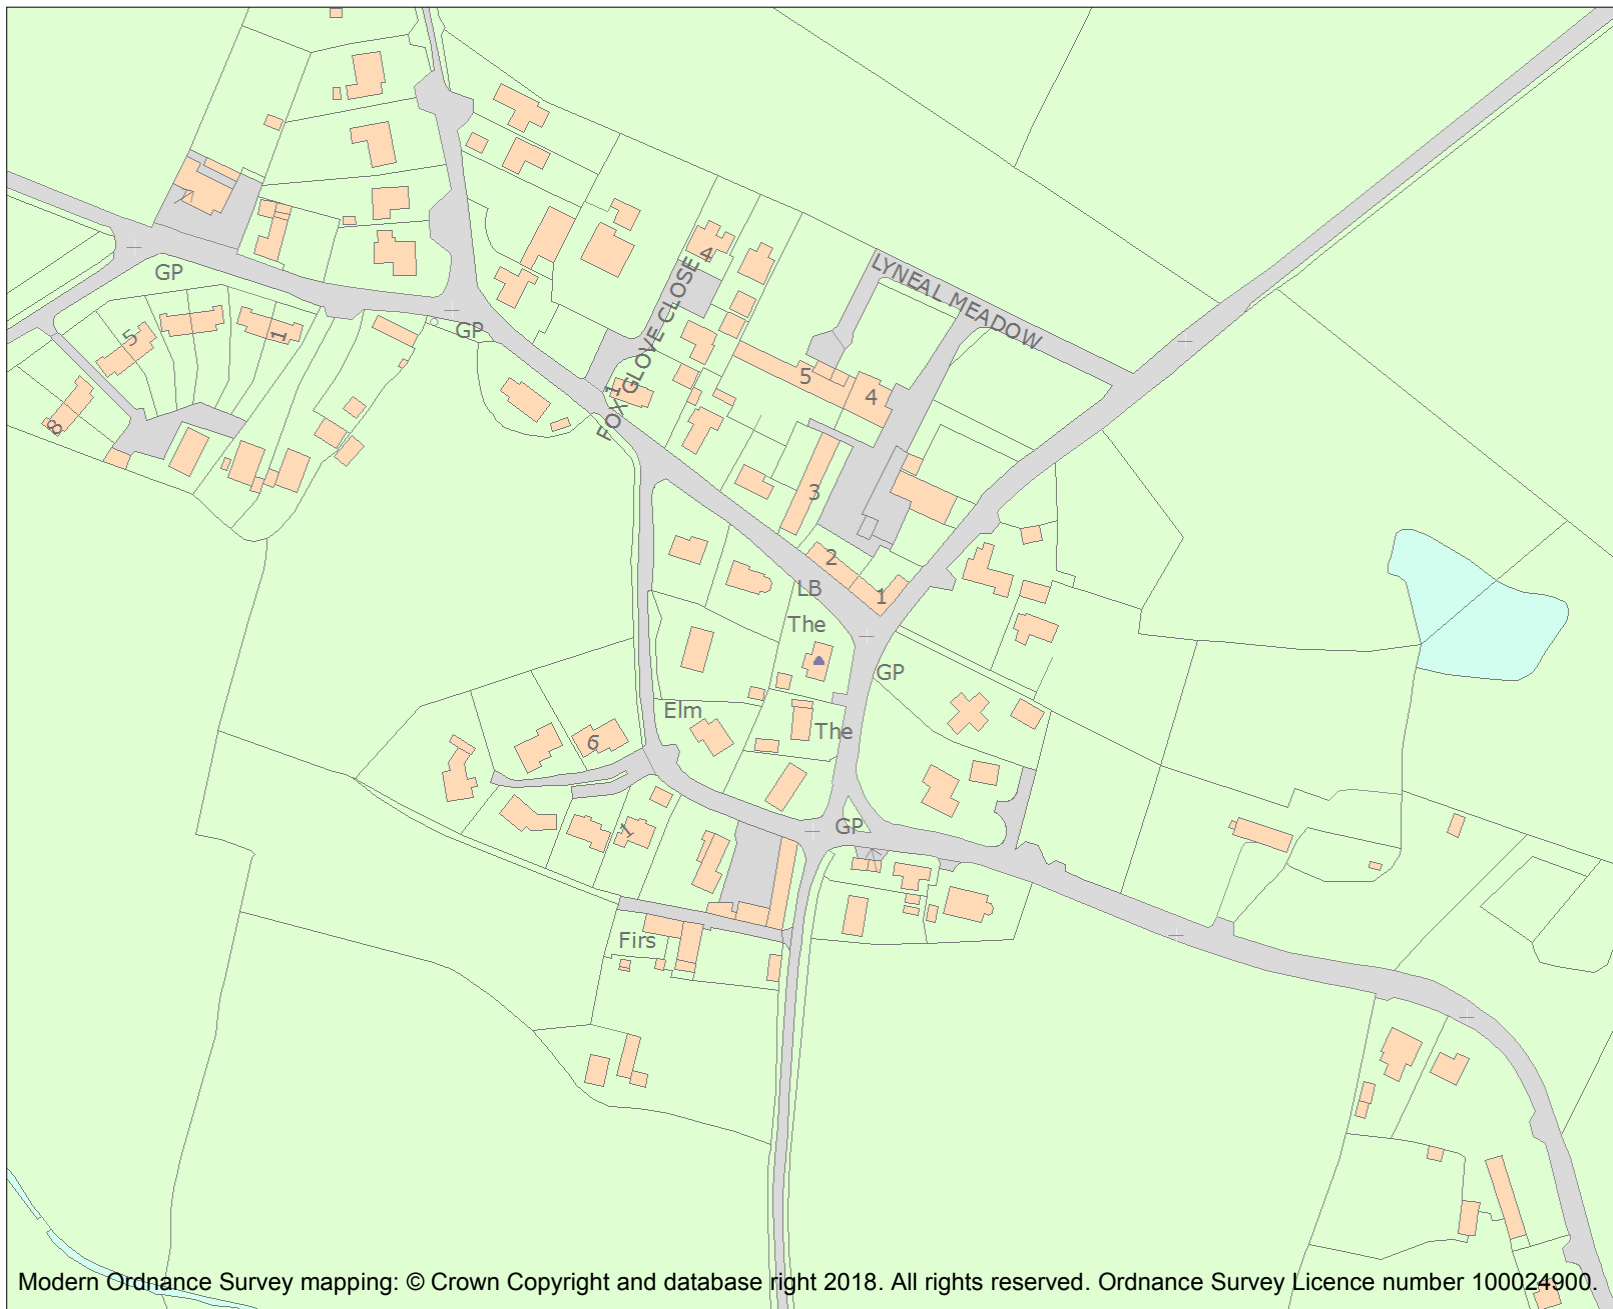 GP
GP
4
FOXGLOVE CLOSE
LYNEAL MEADOW
5
1
1
5
4
8
3
2
LB
1
The
GP
Elm
The
6
1
GP
Firs
Modern Ordnance Survey mapping: © Crown Copyright and database right 2018. All rights reserved. Ordnance Survey Licence number 100024900.